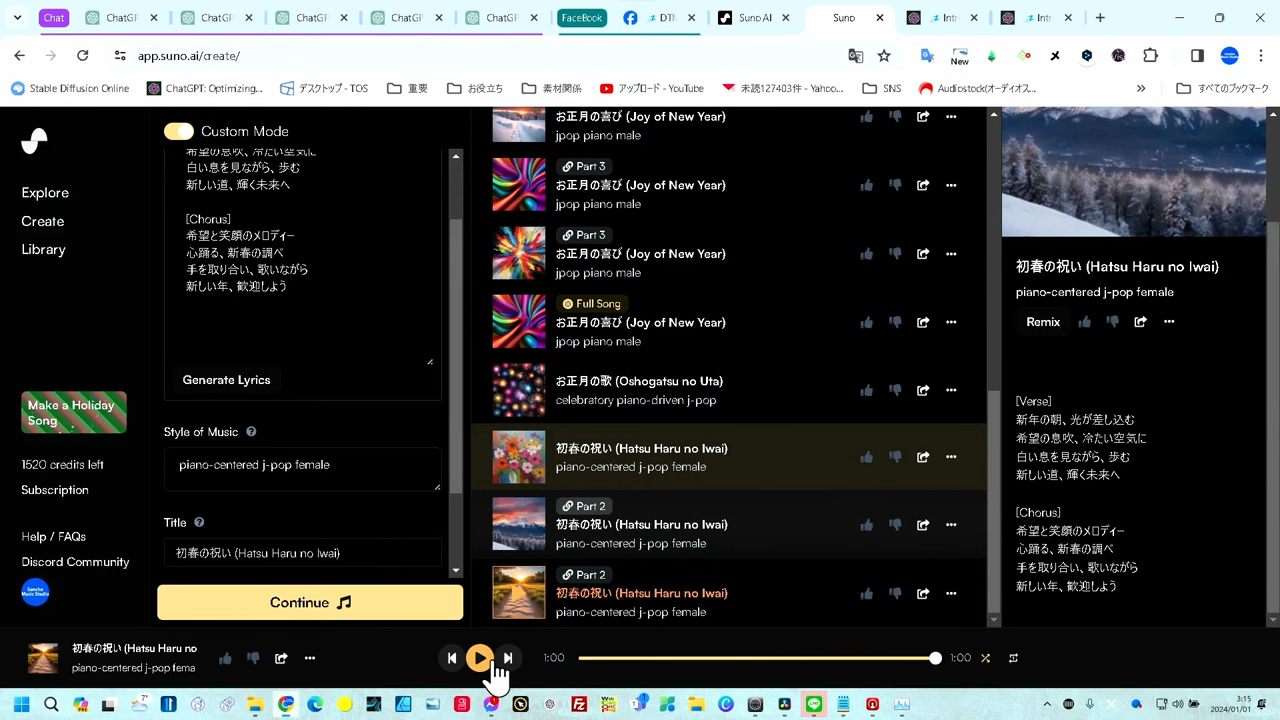 Chat
ChatGP
ChatGP
ChatGP
ChatGP
FaceBook
DTM
Suno AI
Suno
Intr
Intr
app.suno.ai/create/
New
Stable Diffusion Online
ChatGPT: Optimizing...
デスクトップ - TOS
重要
お役立ち
素材関係
アップロード - YouTube
未読127403件 - Yahoo...
SNS
Audiostock(オーディオス...
すべてのブックマーク
Explore
Create
Library
Make a Holiday
Song
1520 credits left
Subscription
Help / FAQs
Discord Community
Custom Mode
希望の息吹、冷たい空気に
白い息を見ながら、歩む
新しい道、輝く未来へ
[Chorus]
希望と笑顔のメロディー
心踊る、新春の調べ
手を取り合い、歌いながら
新しい年、歓迎しよう
Generate Lyrics
Style of Music
piano-centered j-pop female
Title
初春の祝い (Hatsu Haru no Iwai)
Continue
お正月の喜び (Joy of New Year)
jpop piano male
Part 3
お正月の喜び (Joy of New Year)
jpop piano male
Part 3
お正月の喜び (Joy of New Year)
jpop piano male
Full Song
お正月の喜び (Joy of New Year)
jpop piano male
お正月の歌 (Oshogatsu no Uta)
celebratory piano-driven j-pop
初春の祝い (Hatsu Haru no Iwai)
piano-centered j-pop female
Part 2
初春の祝い (Hatsu Haru no Iwai)
piano-centered j-pop female
Part 2
初春の祝い (Hatsu Haru no Iwai)
piano-centered j-pop female
初春の祝い (Hatsu Haru no Iwai)
piano-centered j-pop female
Remix
[Verse]
新年の朝、光が差し込む
希望の息吹、冷たい空気に
白い息を見ながら、歩む
新しい道、輝く未来へ
[Chorus]
希望と笑顔のメロディー
心踊る、新春の調べ
手を取り合い、歌いながら
新しい年、歓迎しよう
初春の祝い (Hatsu Haru no
piano-centered j-pop fema
1:00
1:00
3:15
2024/01/01